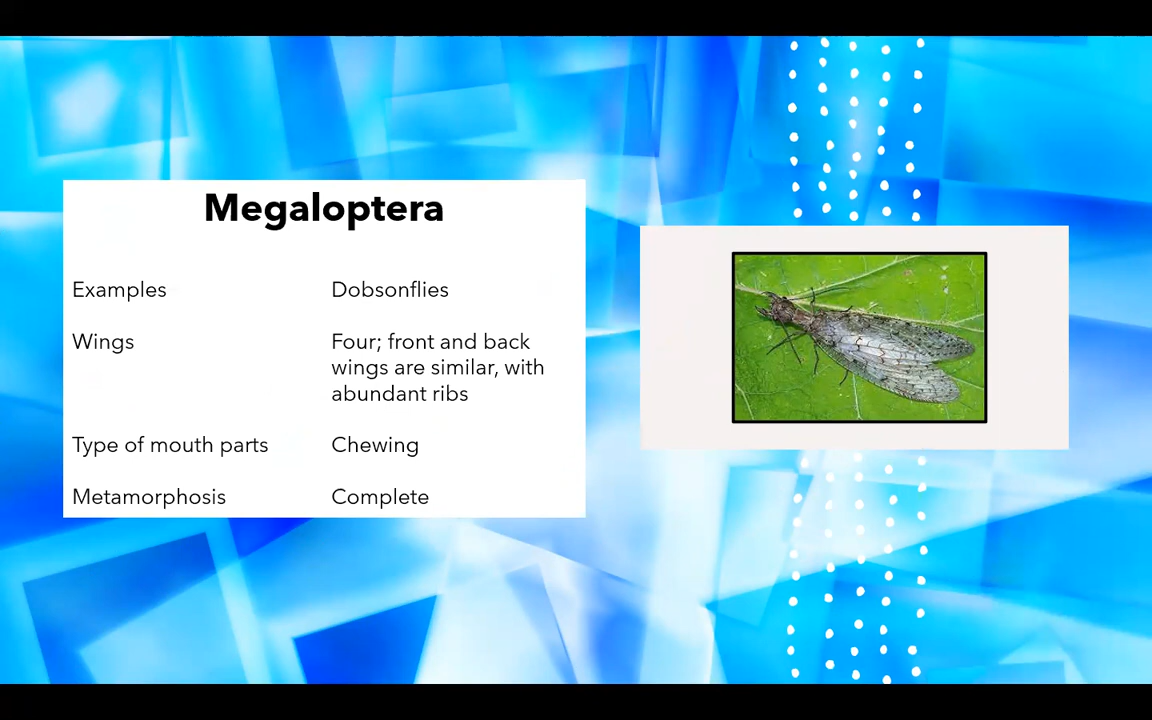 Megaloptera
Examples Dobsonflies
Wings Four; front and back
wings are similar, with
abundant ribs
Type of mouth parts Chewing
Metamorphosis Complete